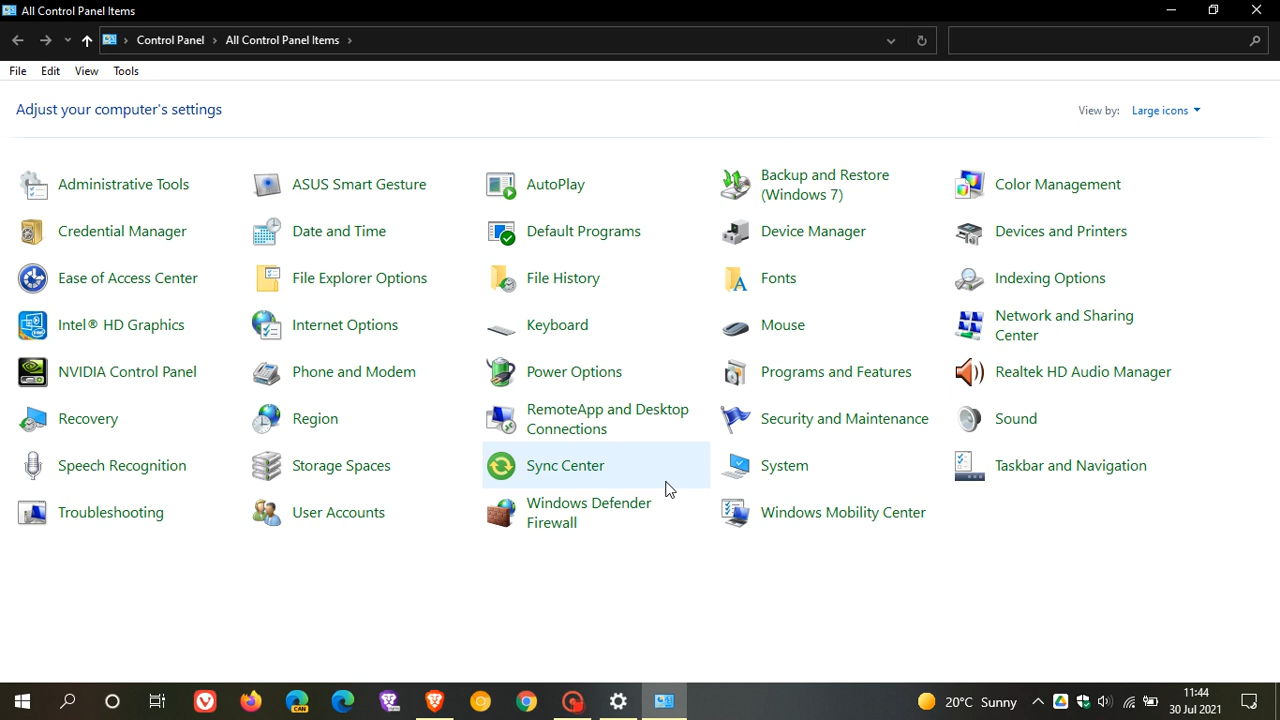 All Control Panel Items
Control Panel > All Control Panel Items >
File Edit View Tools
Adjust your computer's settings
View by: Large icons
Administrative Tools
ASUS Smart Gesture
AutoPlay
Backup and Restore
(Windows 7)
Color Management
Credential Manager
Date and Time
Default Programs
Device Manager
Devices and Printers
Ease of Access Center
File Explorer Options
File History
Fonts
Indexing Options
Intel® HD Graphics
Internet Options
Keyboard
Mouse
Network and Sharing
Center
NVIDIA Control Panel
Phone and Modem
Power Options
Programs and Features
Realtek HD Audio Manager
Recovery
Region
RemoteApp and Desktop
Connections
Security and Maintenance
Sound
Speech Recognition
Storage Spaces
Sync Center
System
Taskbar and Navigation
Troubleshooting
User Accounts
Windows Defender
Firewall
Windows Mobility Center
CAN
20°C Sunny
11:44
30 Jul 2021